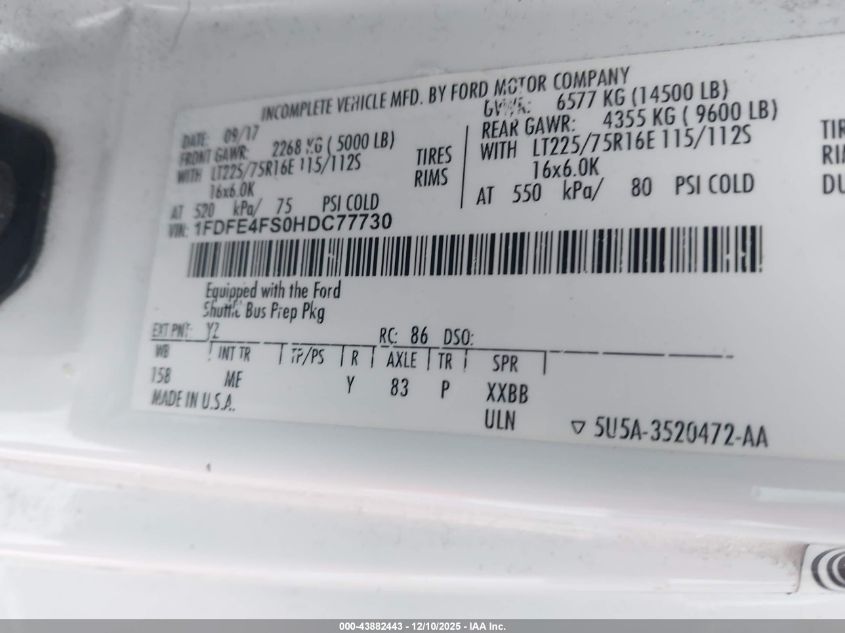 INCOMPLETE VEHICLE MFD. BY FORD MOTOR COMPANY
DATE: 09/17
GVWR: 6577 KG (14500 LB)
FRONT GAWR: 2268 KG ( 5000 LB)
REAR GAWR: 4355 KG ( 9600 LB)
WITH LT225/75R16E 115/112S TIRES
WITH LT225/75R16E 115/112S TIR
16x6.0K RIMS
16x6.0K RI
AT 520 kPa/ 75 PSI COLD
AT 550 kPa/ 80 PSI COLD DU
VIN: 1FDFE4FS0HDC77730
Equipped with the Ford
Shuttle Bus Prep Pkg
EXT PNT: YZ RC: 86 DSO:
WB INT TR TP/PS R AXLE TR SPR
158 ME Y 83 P XXBB
MADE IN U.S.A. ULN
5U5A-3520472-AA
000-43882443 - 12/10/2025 - IAA Inc.